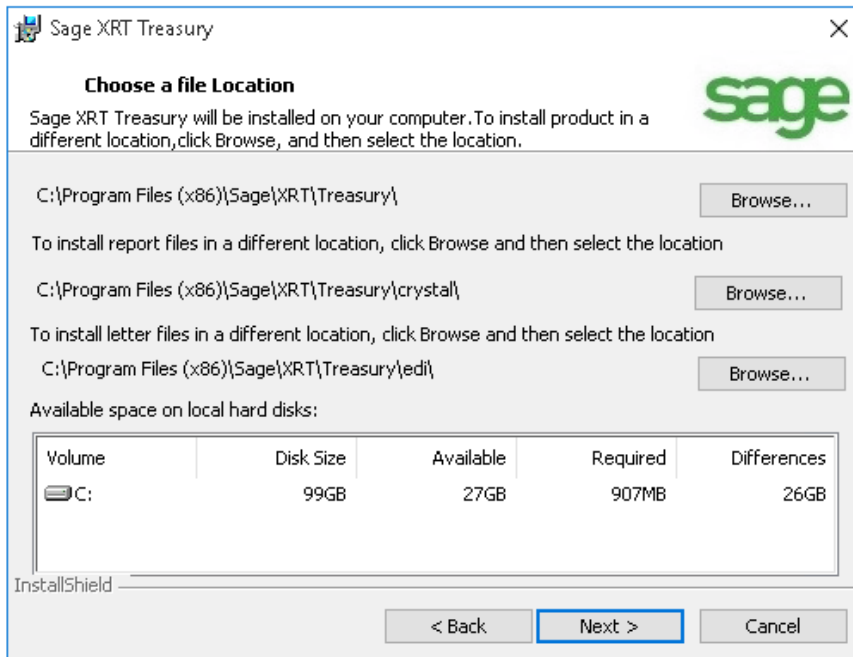 Sage XRT Treasury
Choose a file Location
sage
Sage XRT Treasury will be installed on your computer.To install product in a
different location,click Browse, and then select the location.
C:\Program Files (x86)\Sage\XRT\Treasury\
Browse...
To install report files in a different location, click Browse and then select the location
C:\Program Files (x86)\Sage\XRT\Treasury\crystal\
Browse...
To install letter files in a different location, click Browse and then select the location
C:\Program Files (x86)\Sage\XRT\Treasury\edi\
Browse...
Available space on local hard disks:
Volume Disk Size Available Required Differences
C: 99GB 27GB 907MB 26GB
InstallShield
< Back Next > Cancel